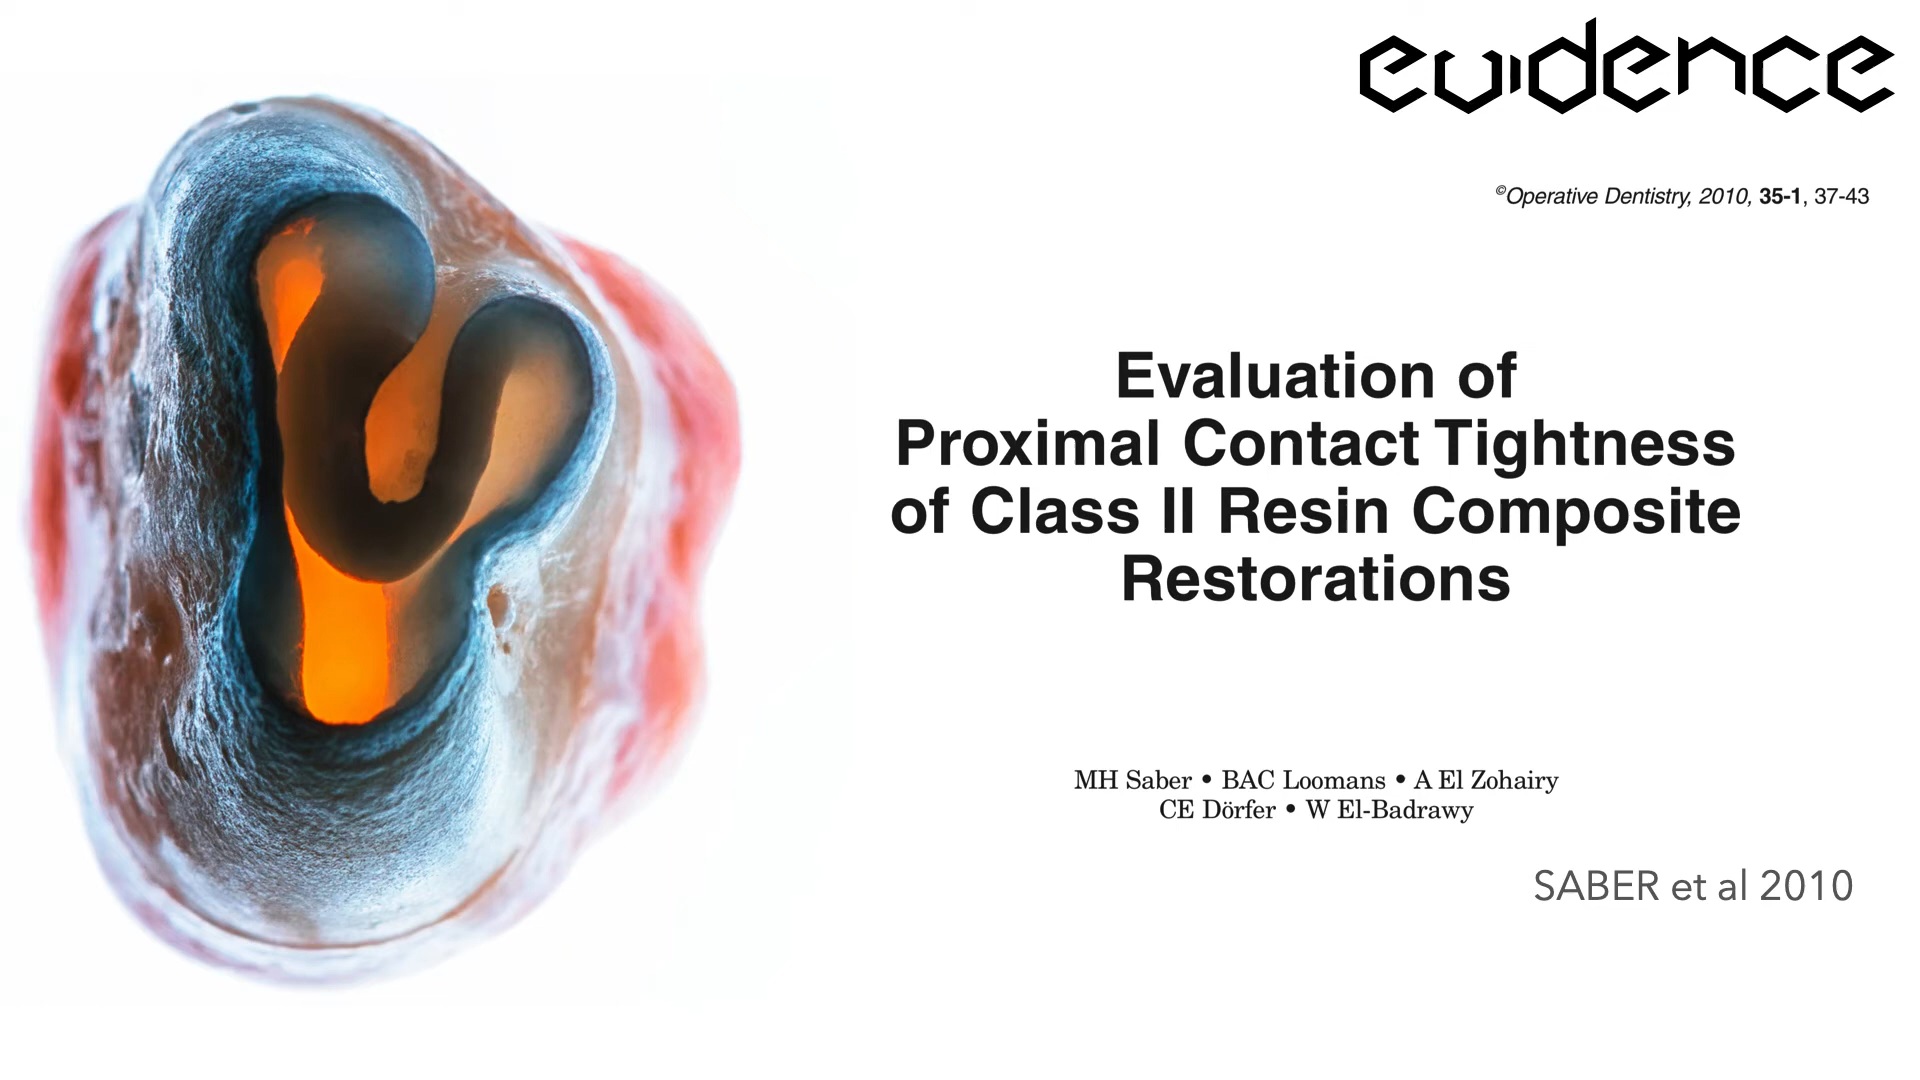 evidence
©Operative Dentistry, 2010, 35-1, 37-43
Evaluation of
Proximal Contact Tightness
of Class II Resin Composite
Restorations
MH Saber • BAC Loomans • A El Zohairy
CE Dörfer • W El-Badrawy
SABER et al 2010